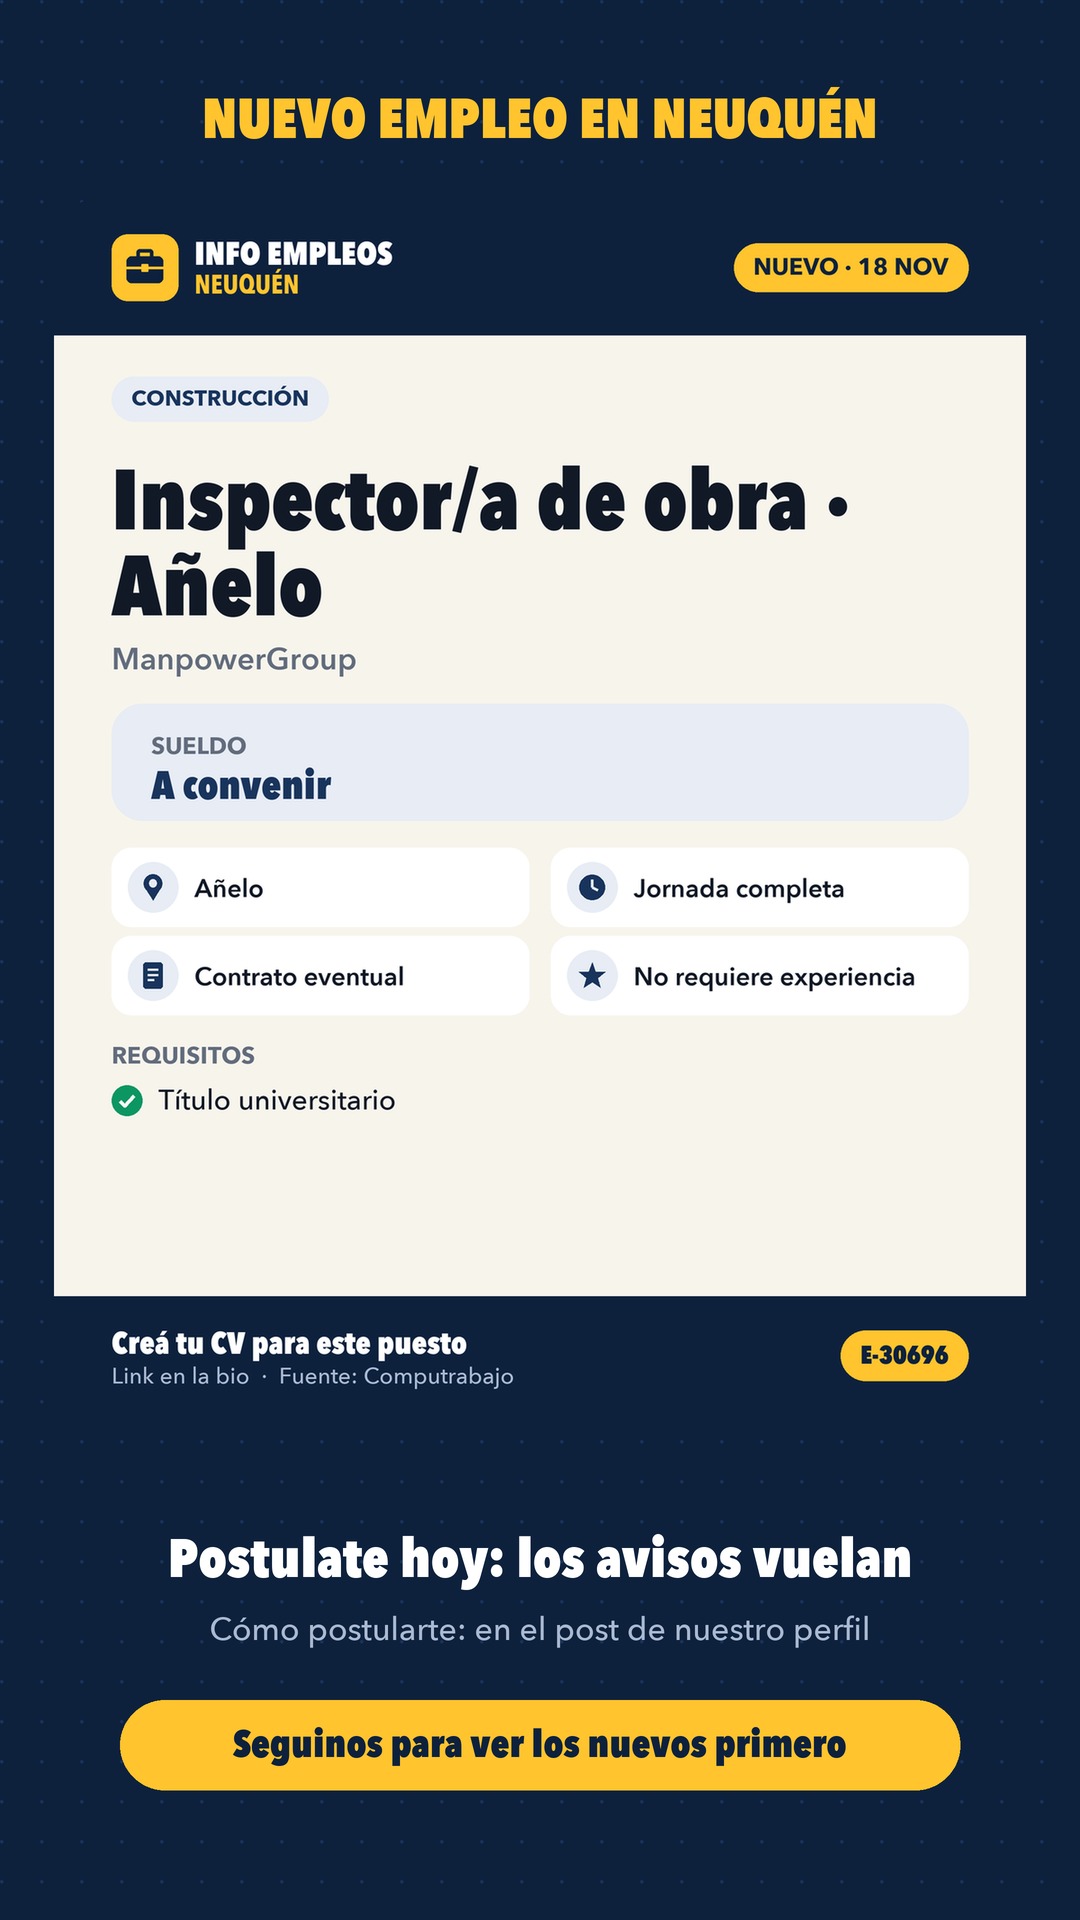 NUEVO EMPLEO EN NEUQUÉN
INFO EMPLEOS
NEUQUÉN
NUEVO · 18 NOV
CONSTRUCCIÓN
Inspector/a de obra •
Añelo
ManpowerGroup
SUELDO
A convenir
Añelo
Jornada completa
Contrato eventual
No requiere experiencia
REQUISITOS
Título universitario
Creá tu CV para este puesto
Link en la bio · Fuente: Computrabajo
E-30696
Postulate hoy: los avisos vuelan
Cómo postularte: en el post de nuestro perfil
Seguinos para ver los nuevos primero